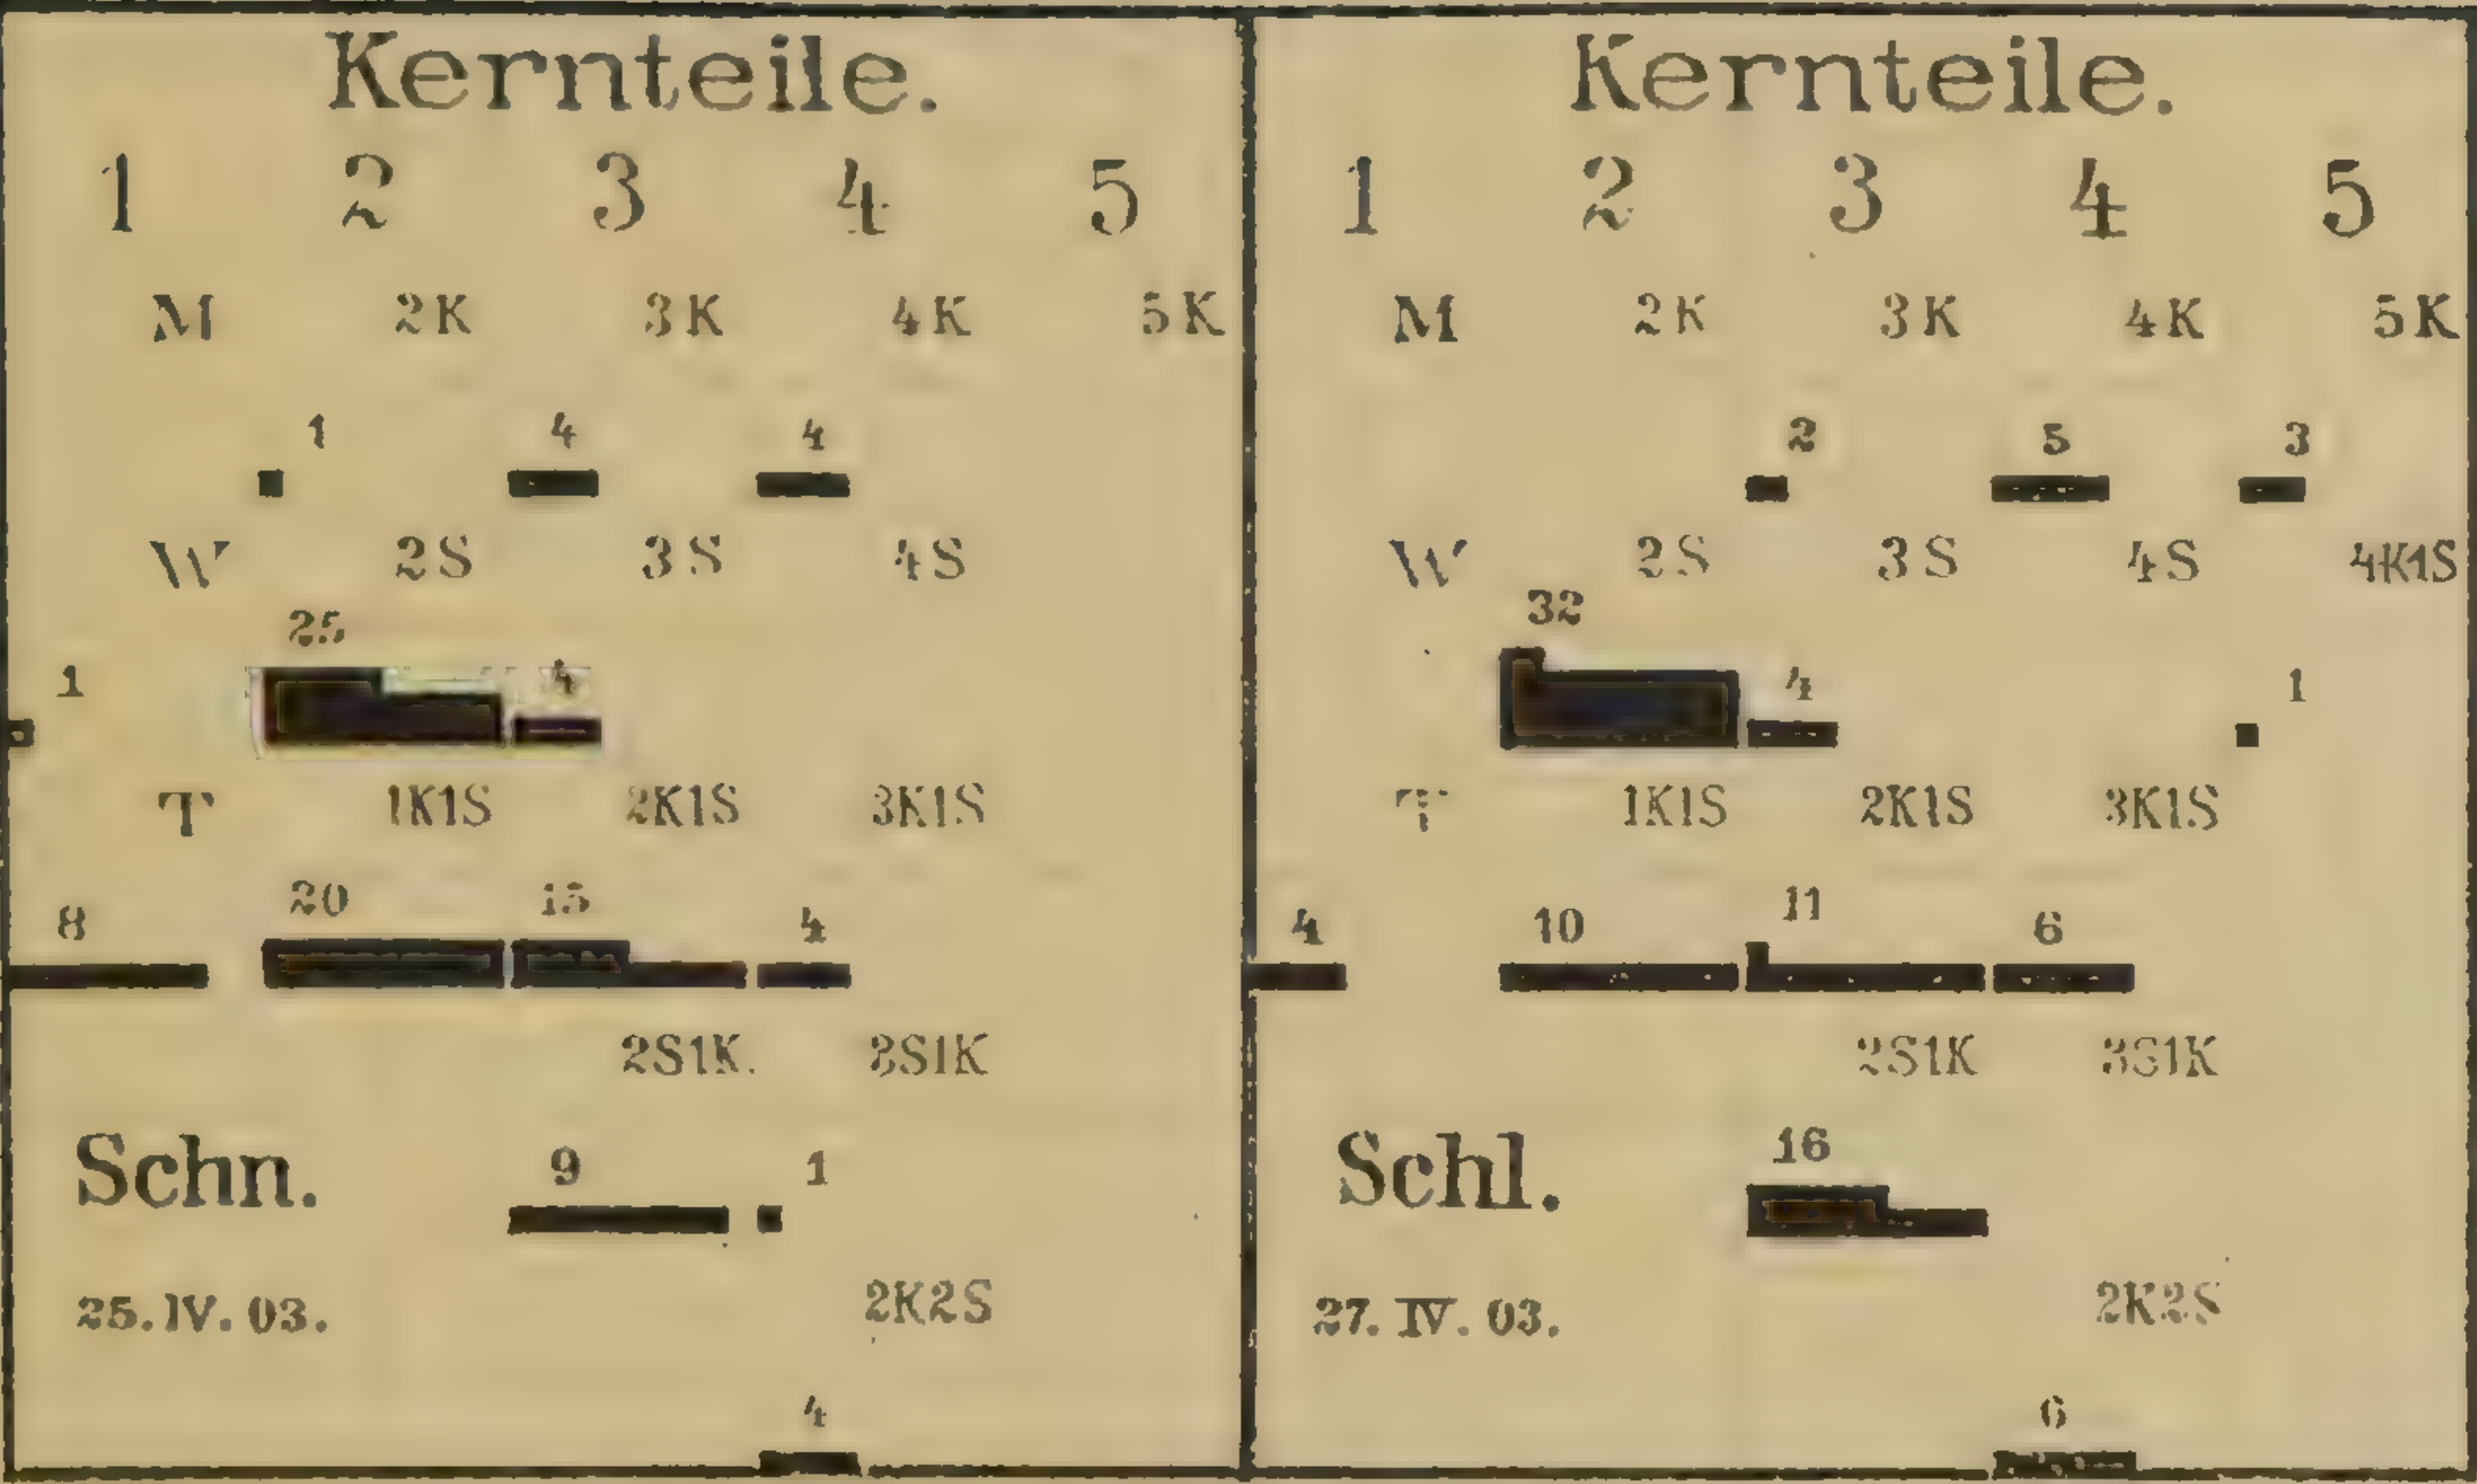 Kernteile.
1 2 3 4 5
M 2K 3K 4K 5K
1 4 4
W 2S 3S 4S
25
1 4
T 1K1S 2K1S 3K1S
8 20 15 4
2S1K. 3S1K
Schn. 9 1
25. IV. 03. 2K2S
4
Kernteile.
1 2 3 4 5
M 2K 3K 4K 5K
2 5 3
W 2S 3S 4S 4K1S
32
4 1
T 1K1S 2K1S 3K1S
4 10 11 6
2S1K 3S1K
Schl. 16
27. IV. 03. 2K2S
6